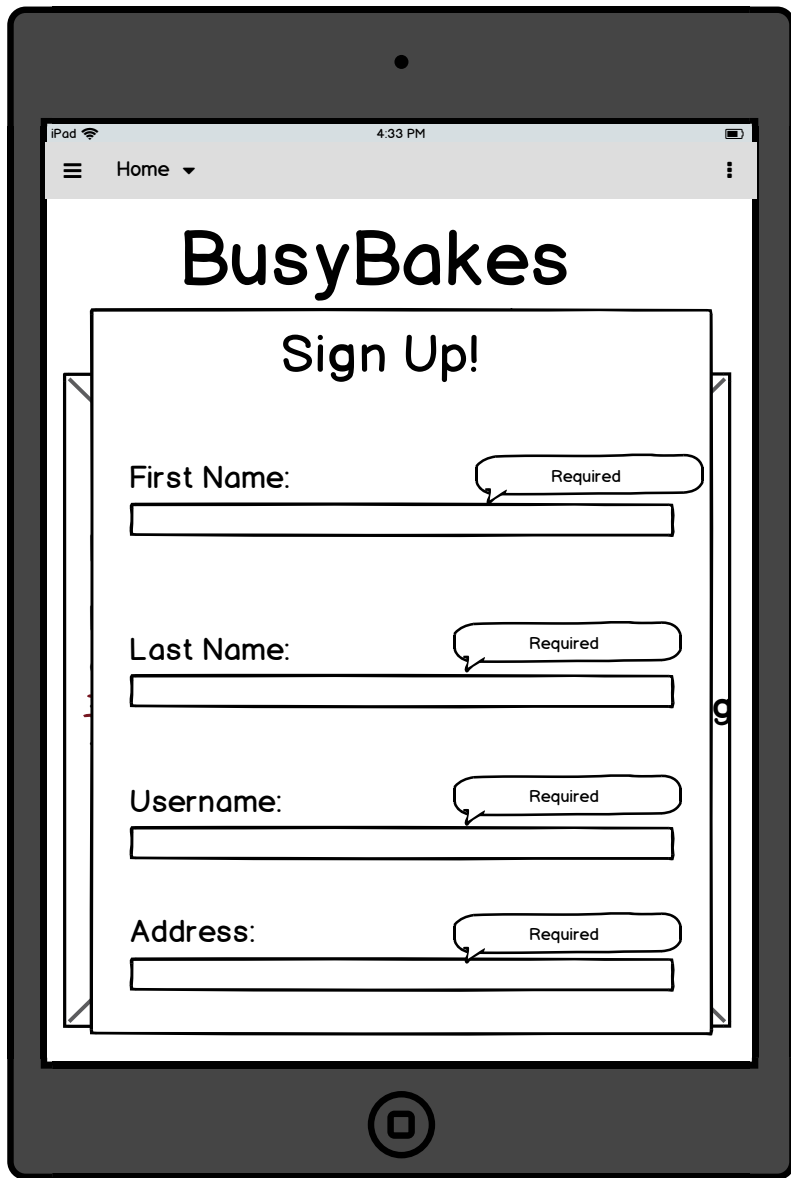 iPad 4:33 PM
Home
BusyBakes
Sign Up!
First Name: Required
Last Name: Required
g
Username: Required
Address: Required